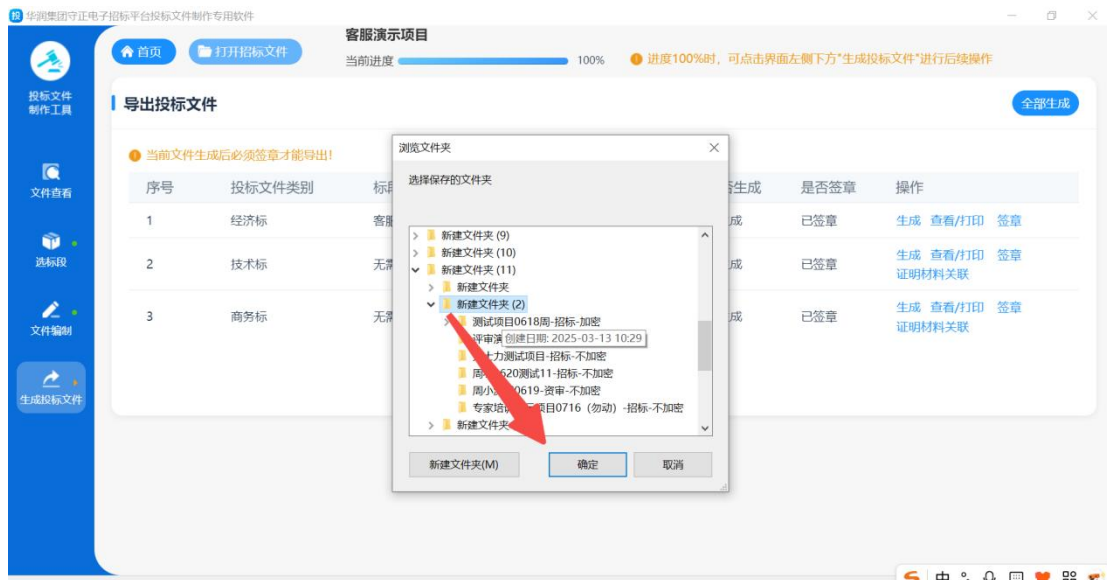 投 华润集团守正电子招标平台投标文件制作专用软件
客服演示项目
首页 打开招标文件
当前进度 100% 进度100%时，可点击界面左侧下方"生成投标文件"进行后续操作
投标文件
制作工具
导出投标文件 全部生成
当前文件生成后必须签章才能导出!
序号 投标文件类别 标段 生成 是否签章 操作
1 经济标 客服 成 已签章 生成 查看/打印 签章
2 技术标 无需 成 已签章 生成 查看/打印 签章
证明材料关联
3 商务标 无需 成 已签章 生成 查看/打印 签章
证明材料关联
文件查看
选标段
文件编制
生成投标文件
浏览文件夹
选择保存的文件夹
新建文件夹 (9)
新建文件夹 (10)
新建文件夹 (11)
新建文件夹
新建文件夹 (2)
测试项目0618周-招标-加密
评审演 创建日期: 2025-03-13 10:29
士力测试项目-招标-不加密
周 620测试11-招标-不加密
周小 0619-资审-不加密
专家培 项目0716（勿动）-招标-不加密
新建文件夹
新建文件夹(M) 确定 取消
中